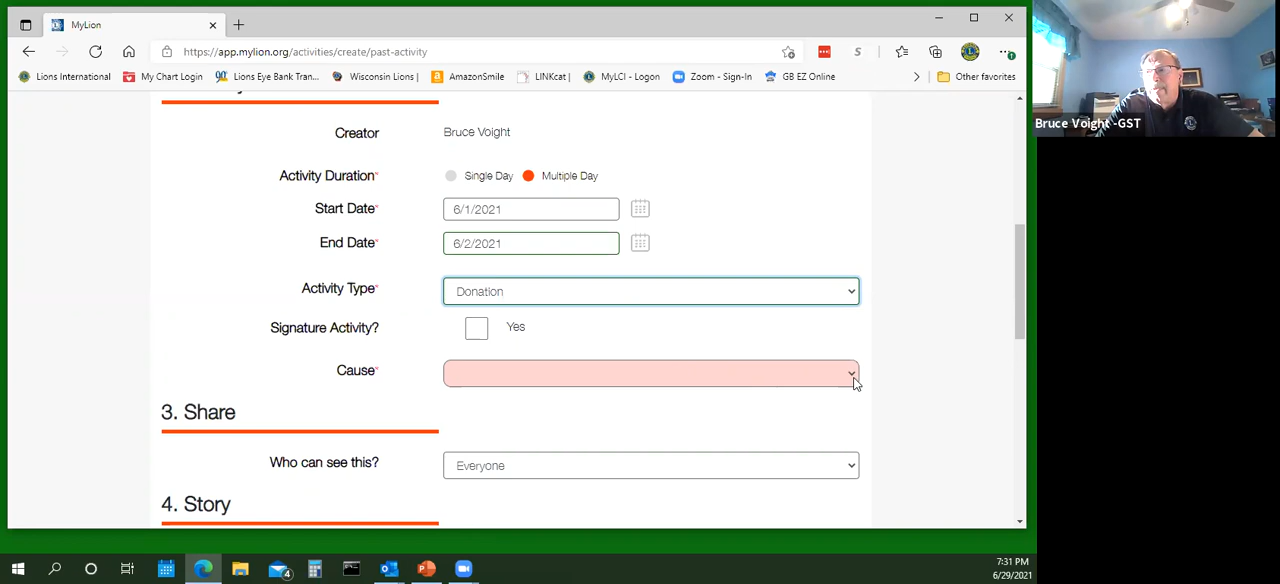 MyLion
https://app.mylion.org/activities/create/past-activity
Lions International
My Chart Login
Lions Eye Bank Tran...
Wisconsin Lions |
AmazonSmile
LINKcat |
MyLCI - Logon
Zoom - Sign-In
GB EZ Online
Other favorites
Creator
Bruce Voight
Activity Duration*
Single Day
Multiple Day
Start Date*
6/1/2021
End Date*
6/2/2021
Activity Type*
Donation
Signature Activity?
Yes
Cause*
3. Share
Who can see this?
Everyone
4. Story
Bruce Voight -GST
4
7:31 PM
6/29/2021